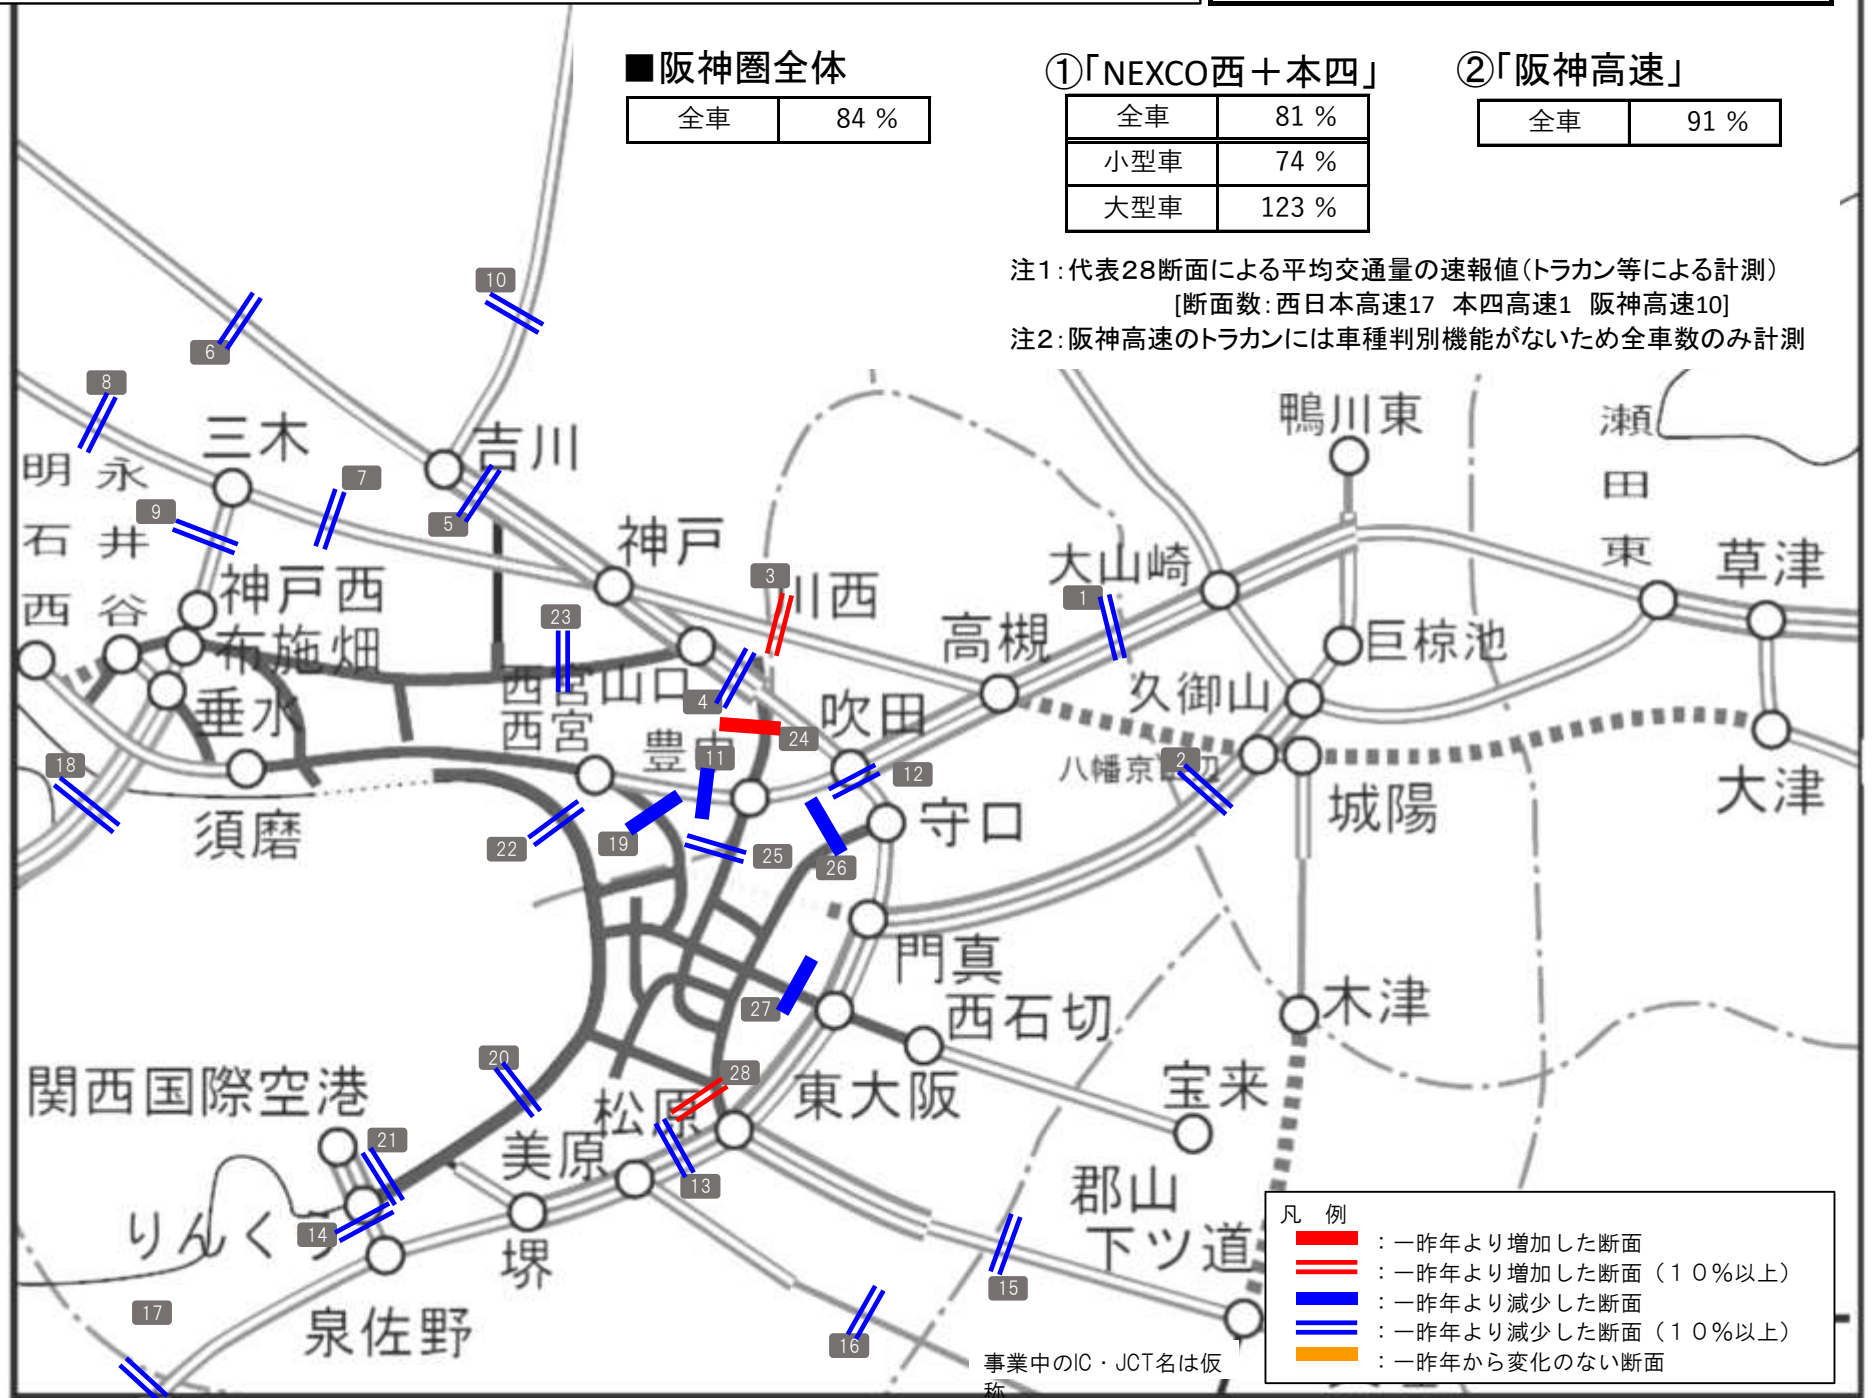 ■阪神圏全体
全車 84 %
①「NEXCO西＋本四」
全車 81 %
小型車 74 %
大型車 123 %
②「阪神高速」
全車 91 %
注１：代表２８断面による平均交通量の速報値（トラカン等による計測）
[断面数：西日本高速17 本四高速1 阪神高速10]
注２：阪神高速のトラカンには車種判別機能がないため全車数のみ計測
10
6
8
三木
吉川
7
明石西
永井谷
9
5
神戸
鴨川東
瀬田東
草津
大山崎
3
川西
1
神戸西
布施畑
23
高槻
巨椋池
西宮山口
4
久御山
垂水
西宮
吹田
24
豊中
11
12
八幡京田辺
2
18
大津
城陽
須磨
守口
22
19
25
26
門真
27
西石切
木津
20
28
関西国際空港
松原
東大阪
宝来
21
美原
13
郡山
下ツ道
りんくう
14
堺
15
17
泉佐野
16
事業中のIC・JCT名は仮
称
凡　例
：一昨年より増加した断面
：一昨年より増加した断面（１０％以上）
：一昨年より減少した断面
：一昨年より減少した断面（１０％以上）
：一昨年から変化のない断面